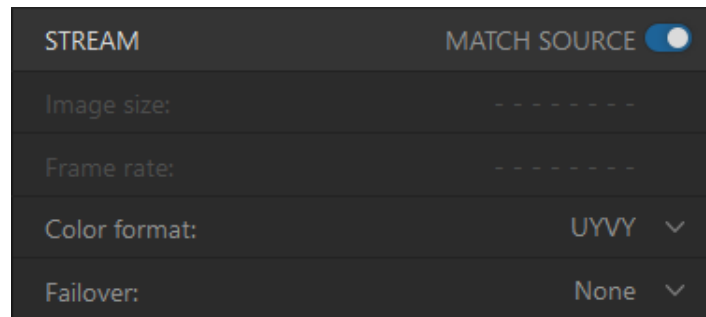 STREAM MATCH SOURCE
Image size: - - - - - - - -
Frame rate: - - - - - - - -
Color format: UYVY
Failover: None